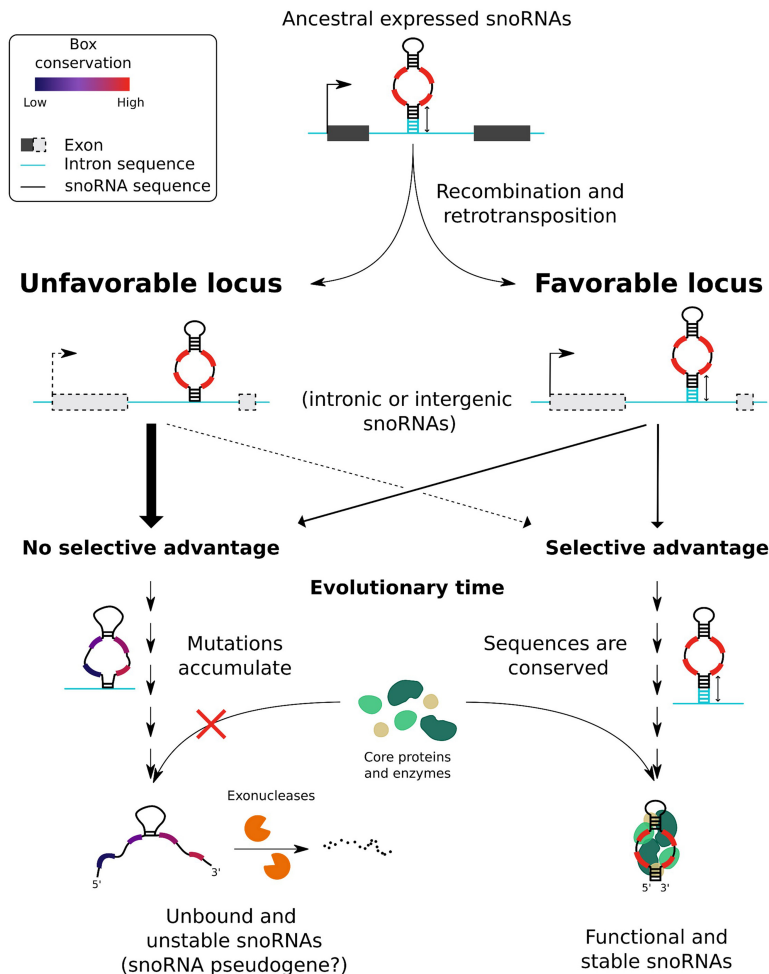 Ancestral expressed snoRNAs
Box
conservation
Low
High
Exon
Intron sequence
snoRNA sequence
Recombination and
retrotransposition
Unfavorable locus
Favorable locus
(intronic or intergenic
snoRNAs)
No selective advantage
Selective advantage
Evolutionary time
Mutations
accumulate
Sequences are
conserved
Core proteins
and enzymes
Exonucleases
5'
3'
5'
3'
Unbound and
unstable snoRNAs
(snoRNA pseudogene?)
Functional and
stable snoRNAs